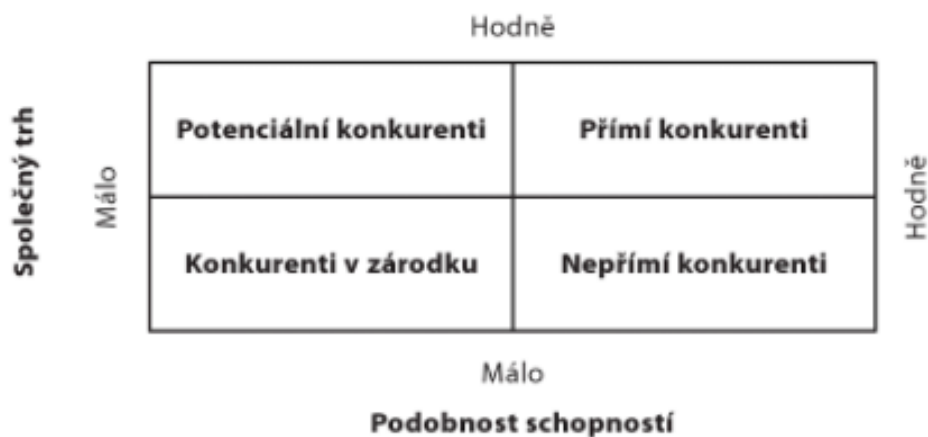 Hodně
Společný trh
Málo
Potenciální konkurenti
Přímí konkurenti
Hodně
Konkurenti v zárodku
Nepřímí konkurenti
Málo
Podobnost schopností